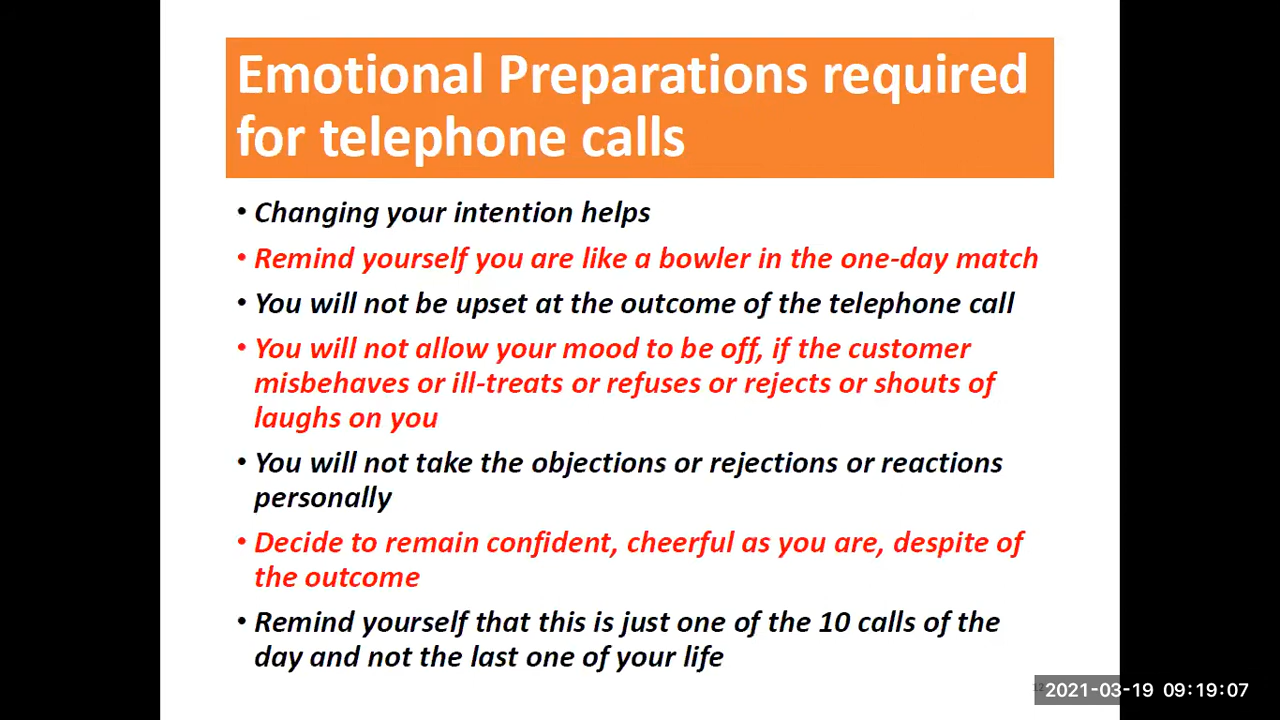 Emotional Preparations required
for telephone calls
• Changing your intention helps
• Remind yourself you are like a bowler in the one-day match
• You will not be upset at the outcome of the telephone call
• You will not allow your mood to be off, if the customer
misbehaves or ill-treats or refuses or rejects or shouts of
laughs on you
• You will not take the objections or rejections or reactions
personally
• Decide to remain confident, cheerful as you are, despite of
the outcome
• Remind yourself that this is just one of the 10 calls of the
day and not the last one of your life
12
2021-03-19 09:19:07